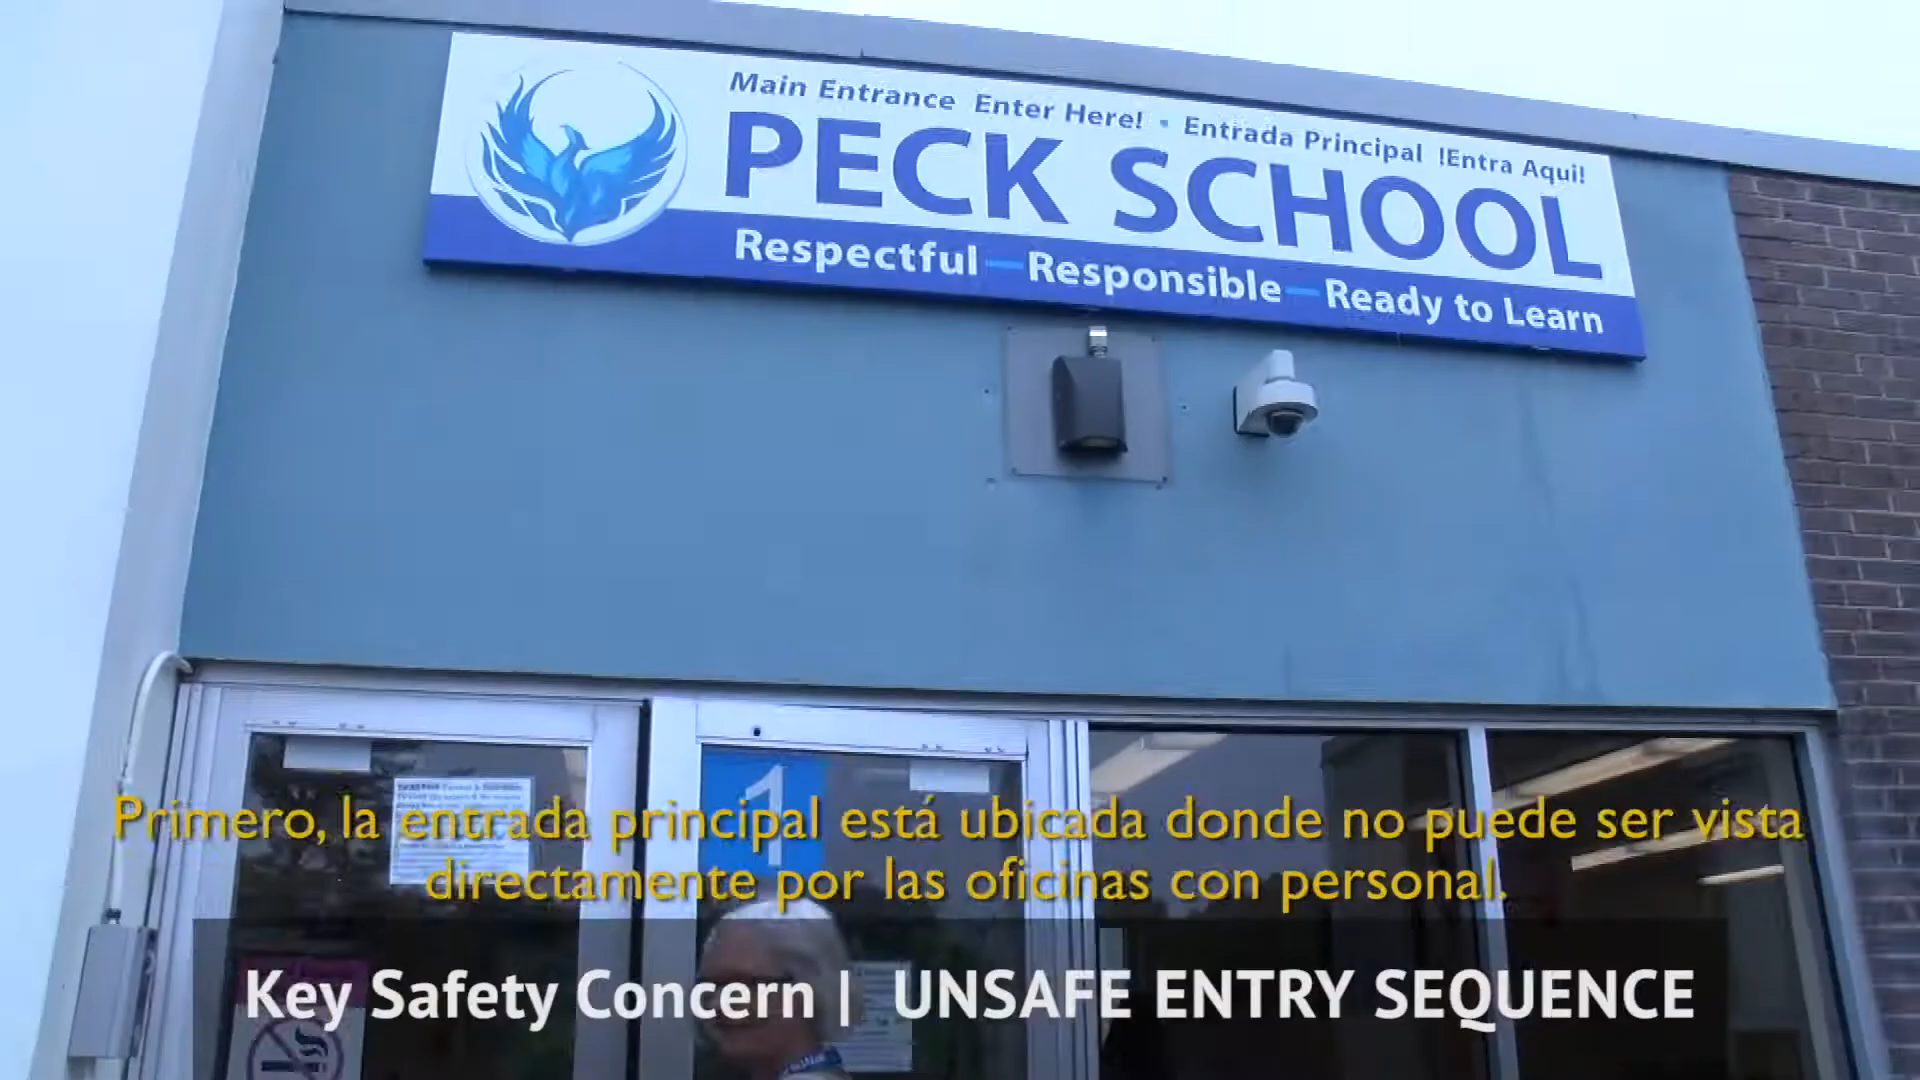 Main Entrance Enter Here! • Entrada Principal !Entra Aqui!
PECK SCHOOL
Respectful — Responsible — Ready to Learn
1
Primero, la entrada principal está ubicada donde no puede ser vista
directamente por las oficinas con personal.
Key Safety Concern | UNSAFE ENTRY SEQUENCE